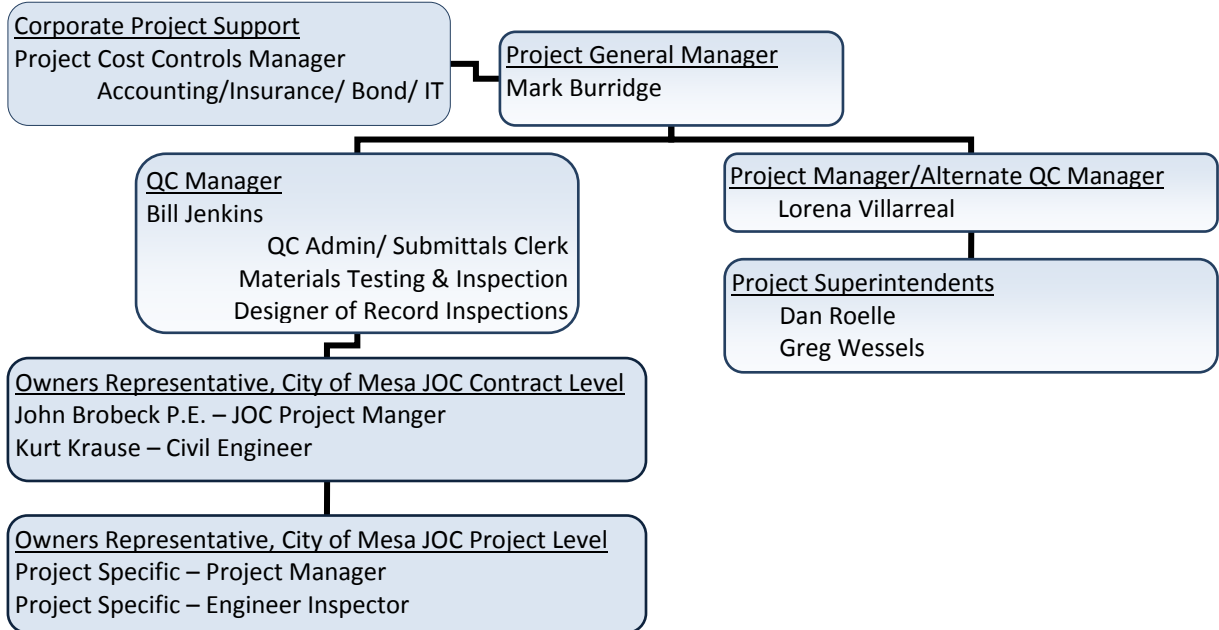 Corporate Project Support
Project Cost Controls Manager
Accounting/Insurance/ Bond/ IT
Project General Manager
Mark Burridge
QC Manager
Bill Jenkins
QC Admin/ Submittals Clerk
Materials Testing & Inspection
Designer of Record Inspections
Project Manager/Alternate QC Manager
Lorena Villarreal
Project Superintendents
Dan Roelle
Greg Wessels
Owners Representative, City of Mesa JOC Contract Level
John Brobeck P.E. – JOC Project Manger
Kurt Krause – Civil Engineer
Owners Representative, City of Mesa JOC Project Level
Project Specific – Project Manager
Project Specific – Engineer Inspector